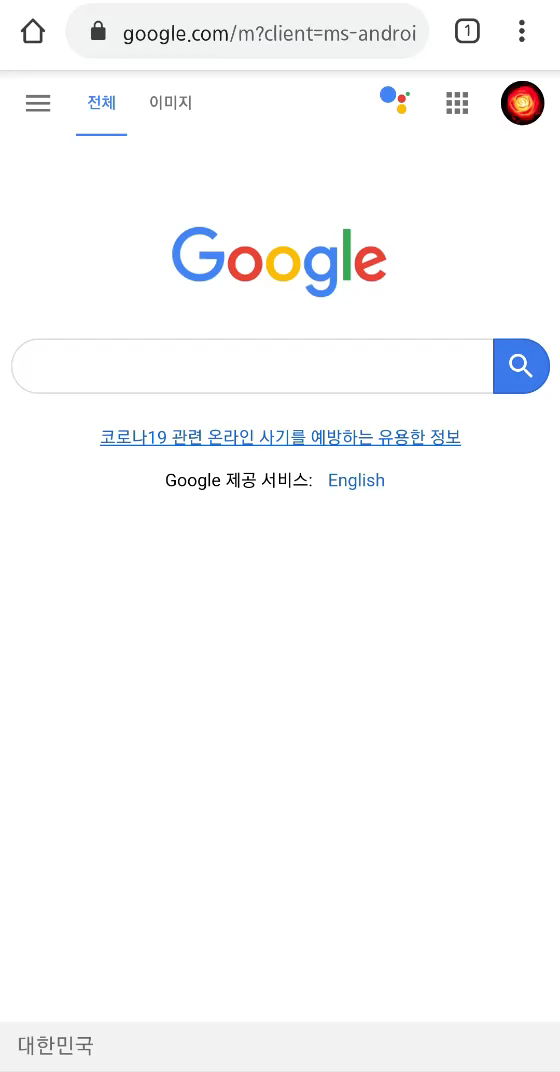 google.com/m?client=ms-androi
1
전체 이미지
Google
코로나19 관련 온라인 사기를 예방하는 유용한 정보
Google 제공 서비스: English
대한민국